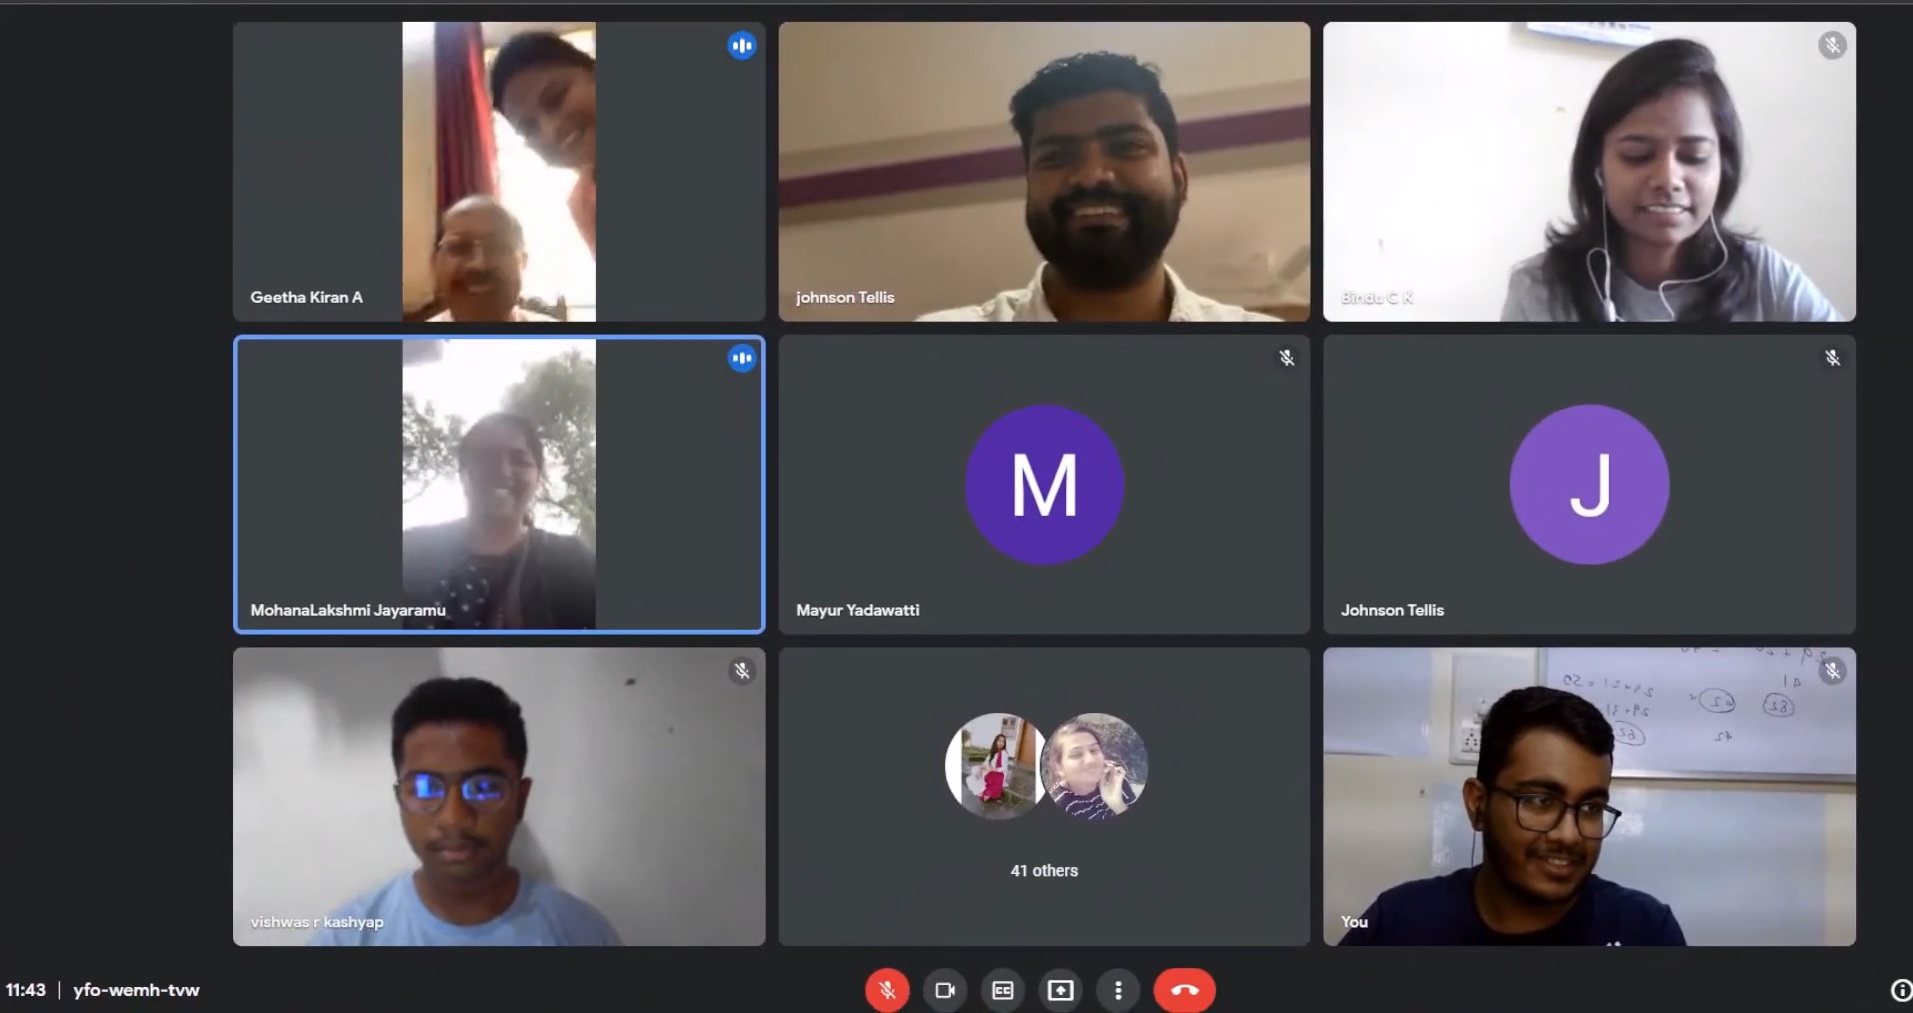 Geetha Kiran A
johnson Tellis
Bindu C K
MohanaLakshmi Jayaramu
M
Mayur Yadawatti
J
Johnson Tellis
vishwas r kashyap
41 others
You
11:43 | yfo-wemh-tvw
CC